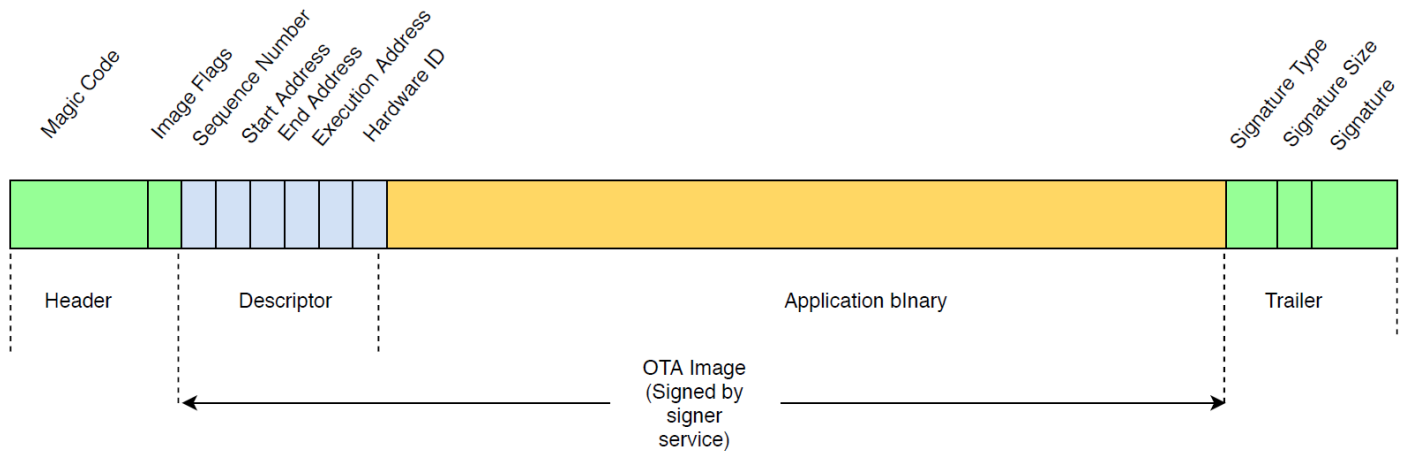 Magic Code
Image Flags
Sequence Number
Start Address
End Address
Execution Address
Hardware ID
Signature Type
Signature Size
Signature
Header
Descriptor
Application bInary
Trailer
OTA Image
(Signed by
signer
service)